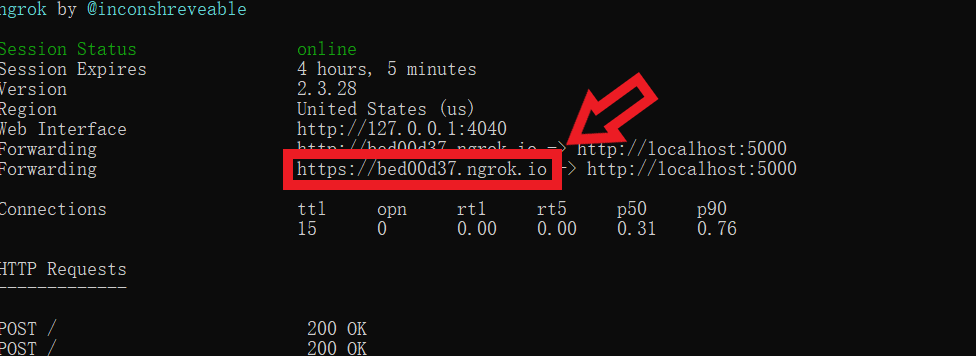 ngrok by @inconshreveable
Session Status online
Session Expires 4 hours, 5 minutes
Version 2.3.28
Region United States (us)
Web Interface http://127.0.0.1:4040
Forwarding http://bed00d37.ngrok.io -> http://localhost:5000
Forwarding https://bed00d37.ngrok.io -> http://localhost:5000
Connections ttl opn rt1 rt5 p50 p90
15 0 0.00 0.00 0.31 0.76
HTTP Requests
-------------
POST / 200 OK
POST / 200 OK